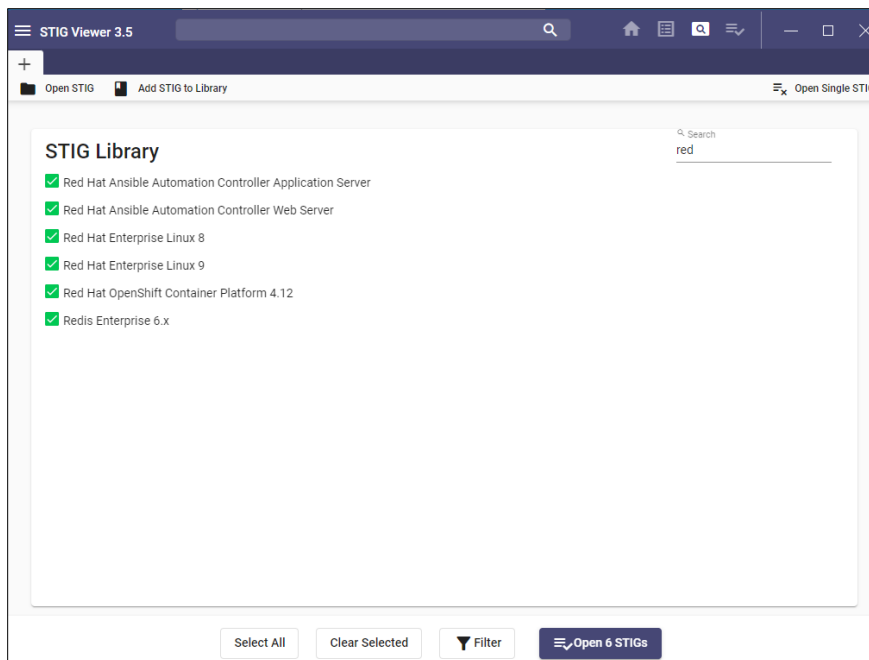 STIG Viewer 3.5
Open STIG Add STIG to Library Open Single STIG
Search
STIG Library red
Red Hat Ansible Automation Controller Application Server
Red Hat Ansible Automation Controller Web Server
Red Hat Enterprise Linux 8
Red Hat Enterprise Linux 9
Red Hat OpenShift Container Platform 4.12
Redis Enterprise 6.x
Select All Clear Selected Filter Open 6 STIGs